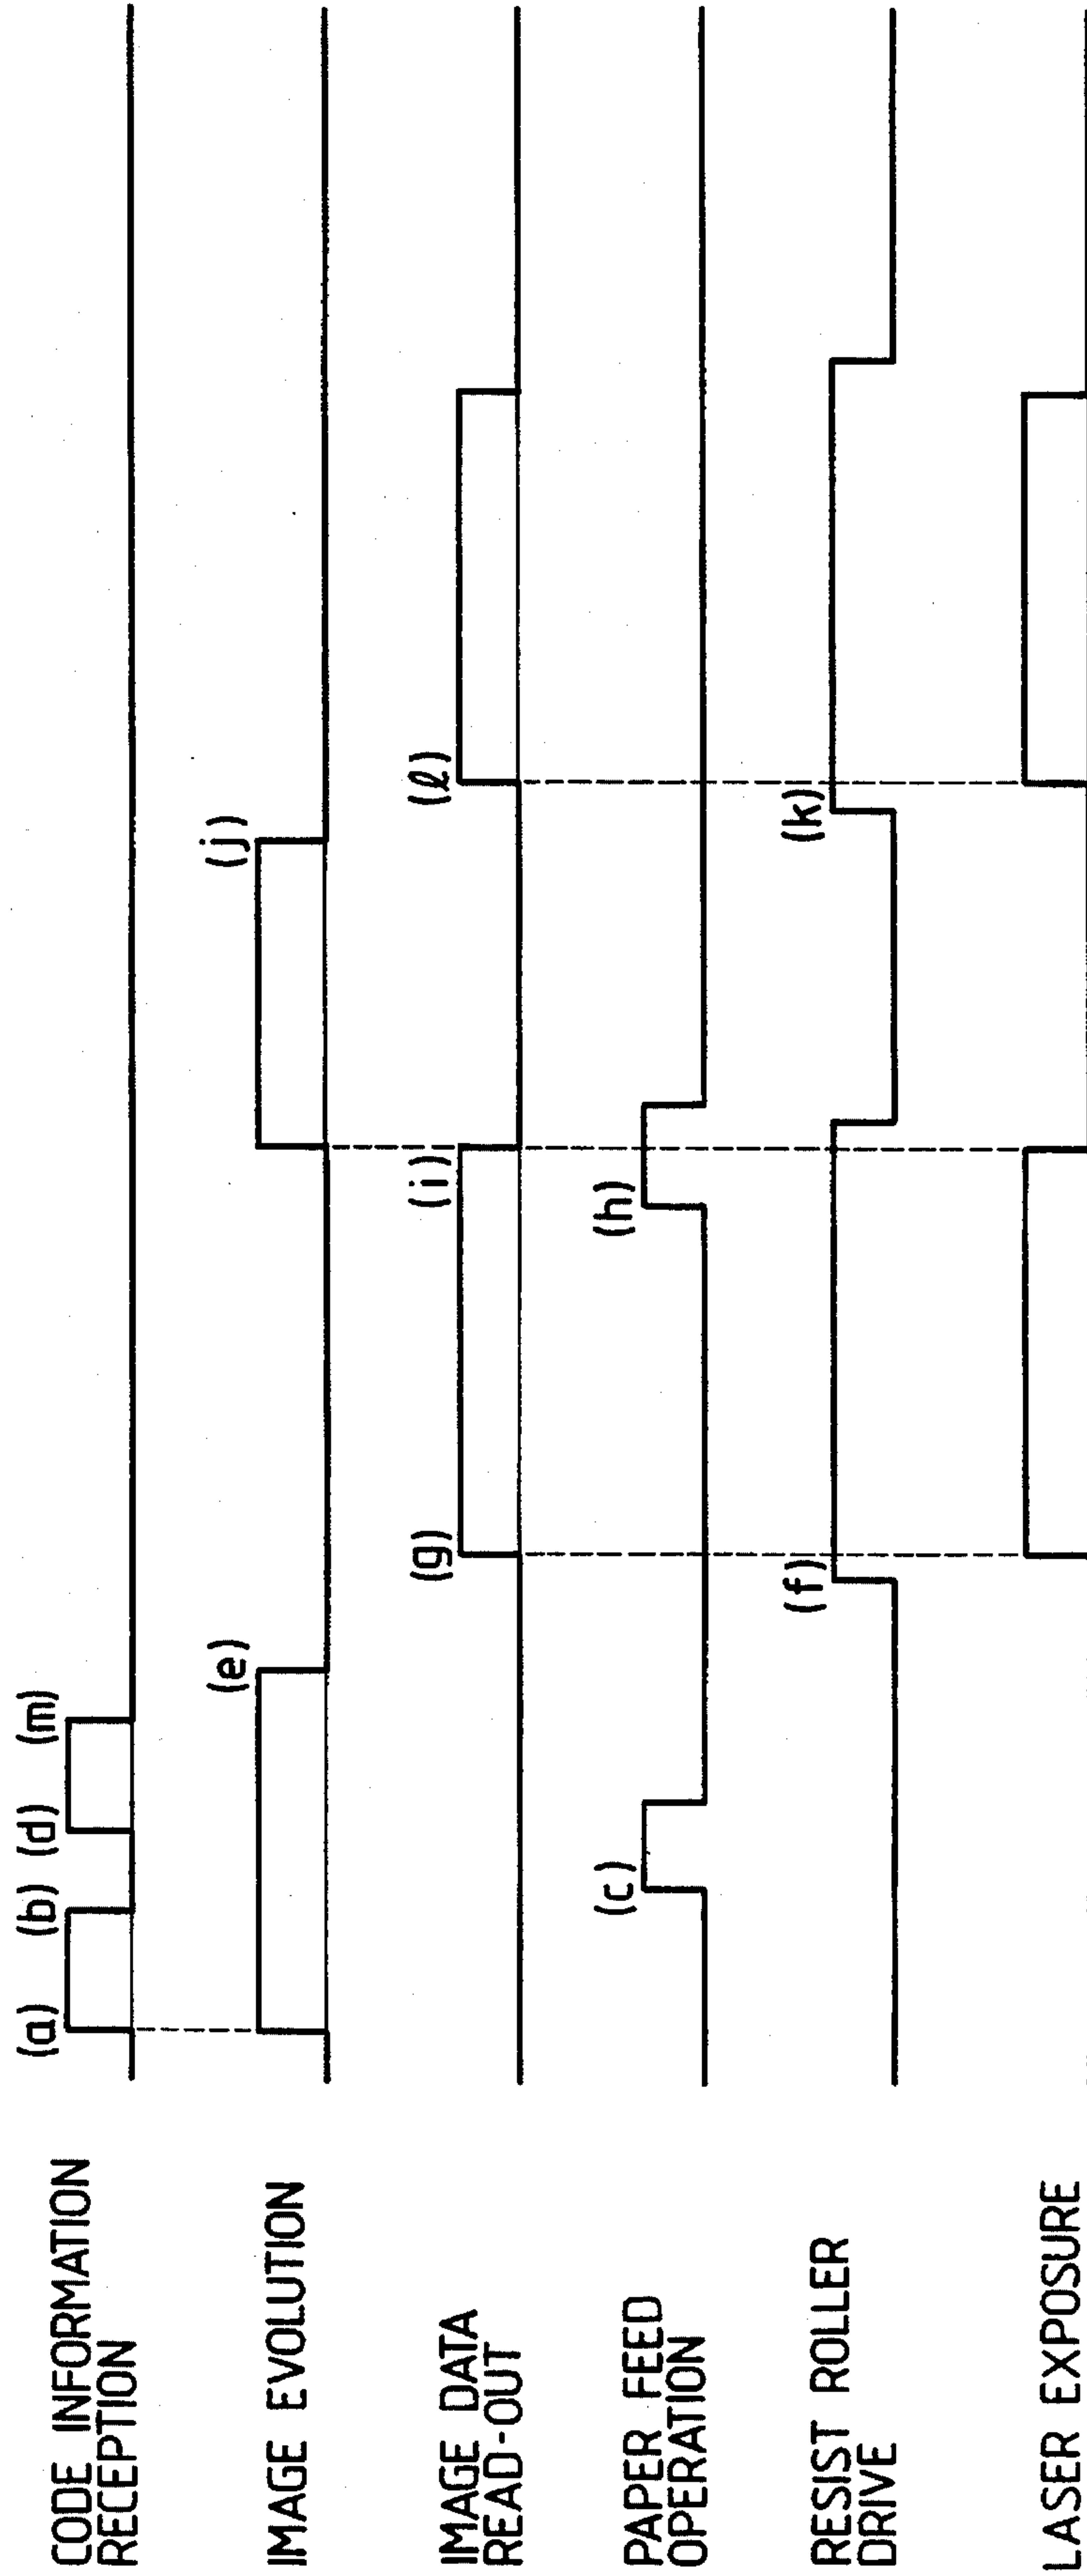 CODE INFORMATION
RECEPTION
(a) (b) (d) (m)
IMAGE EVOLUTION
(e) (j)
IMAGE DATA
READ-OUT
(g) (i) (ℓ)
PAPER FEED
OPERATION
(c) (h)
RESIST ROLLER
DRIVE
(f) (k)
LASER EXPOSURE